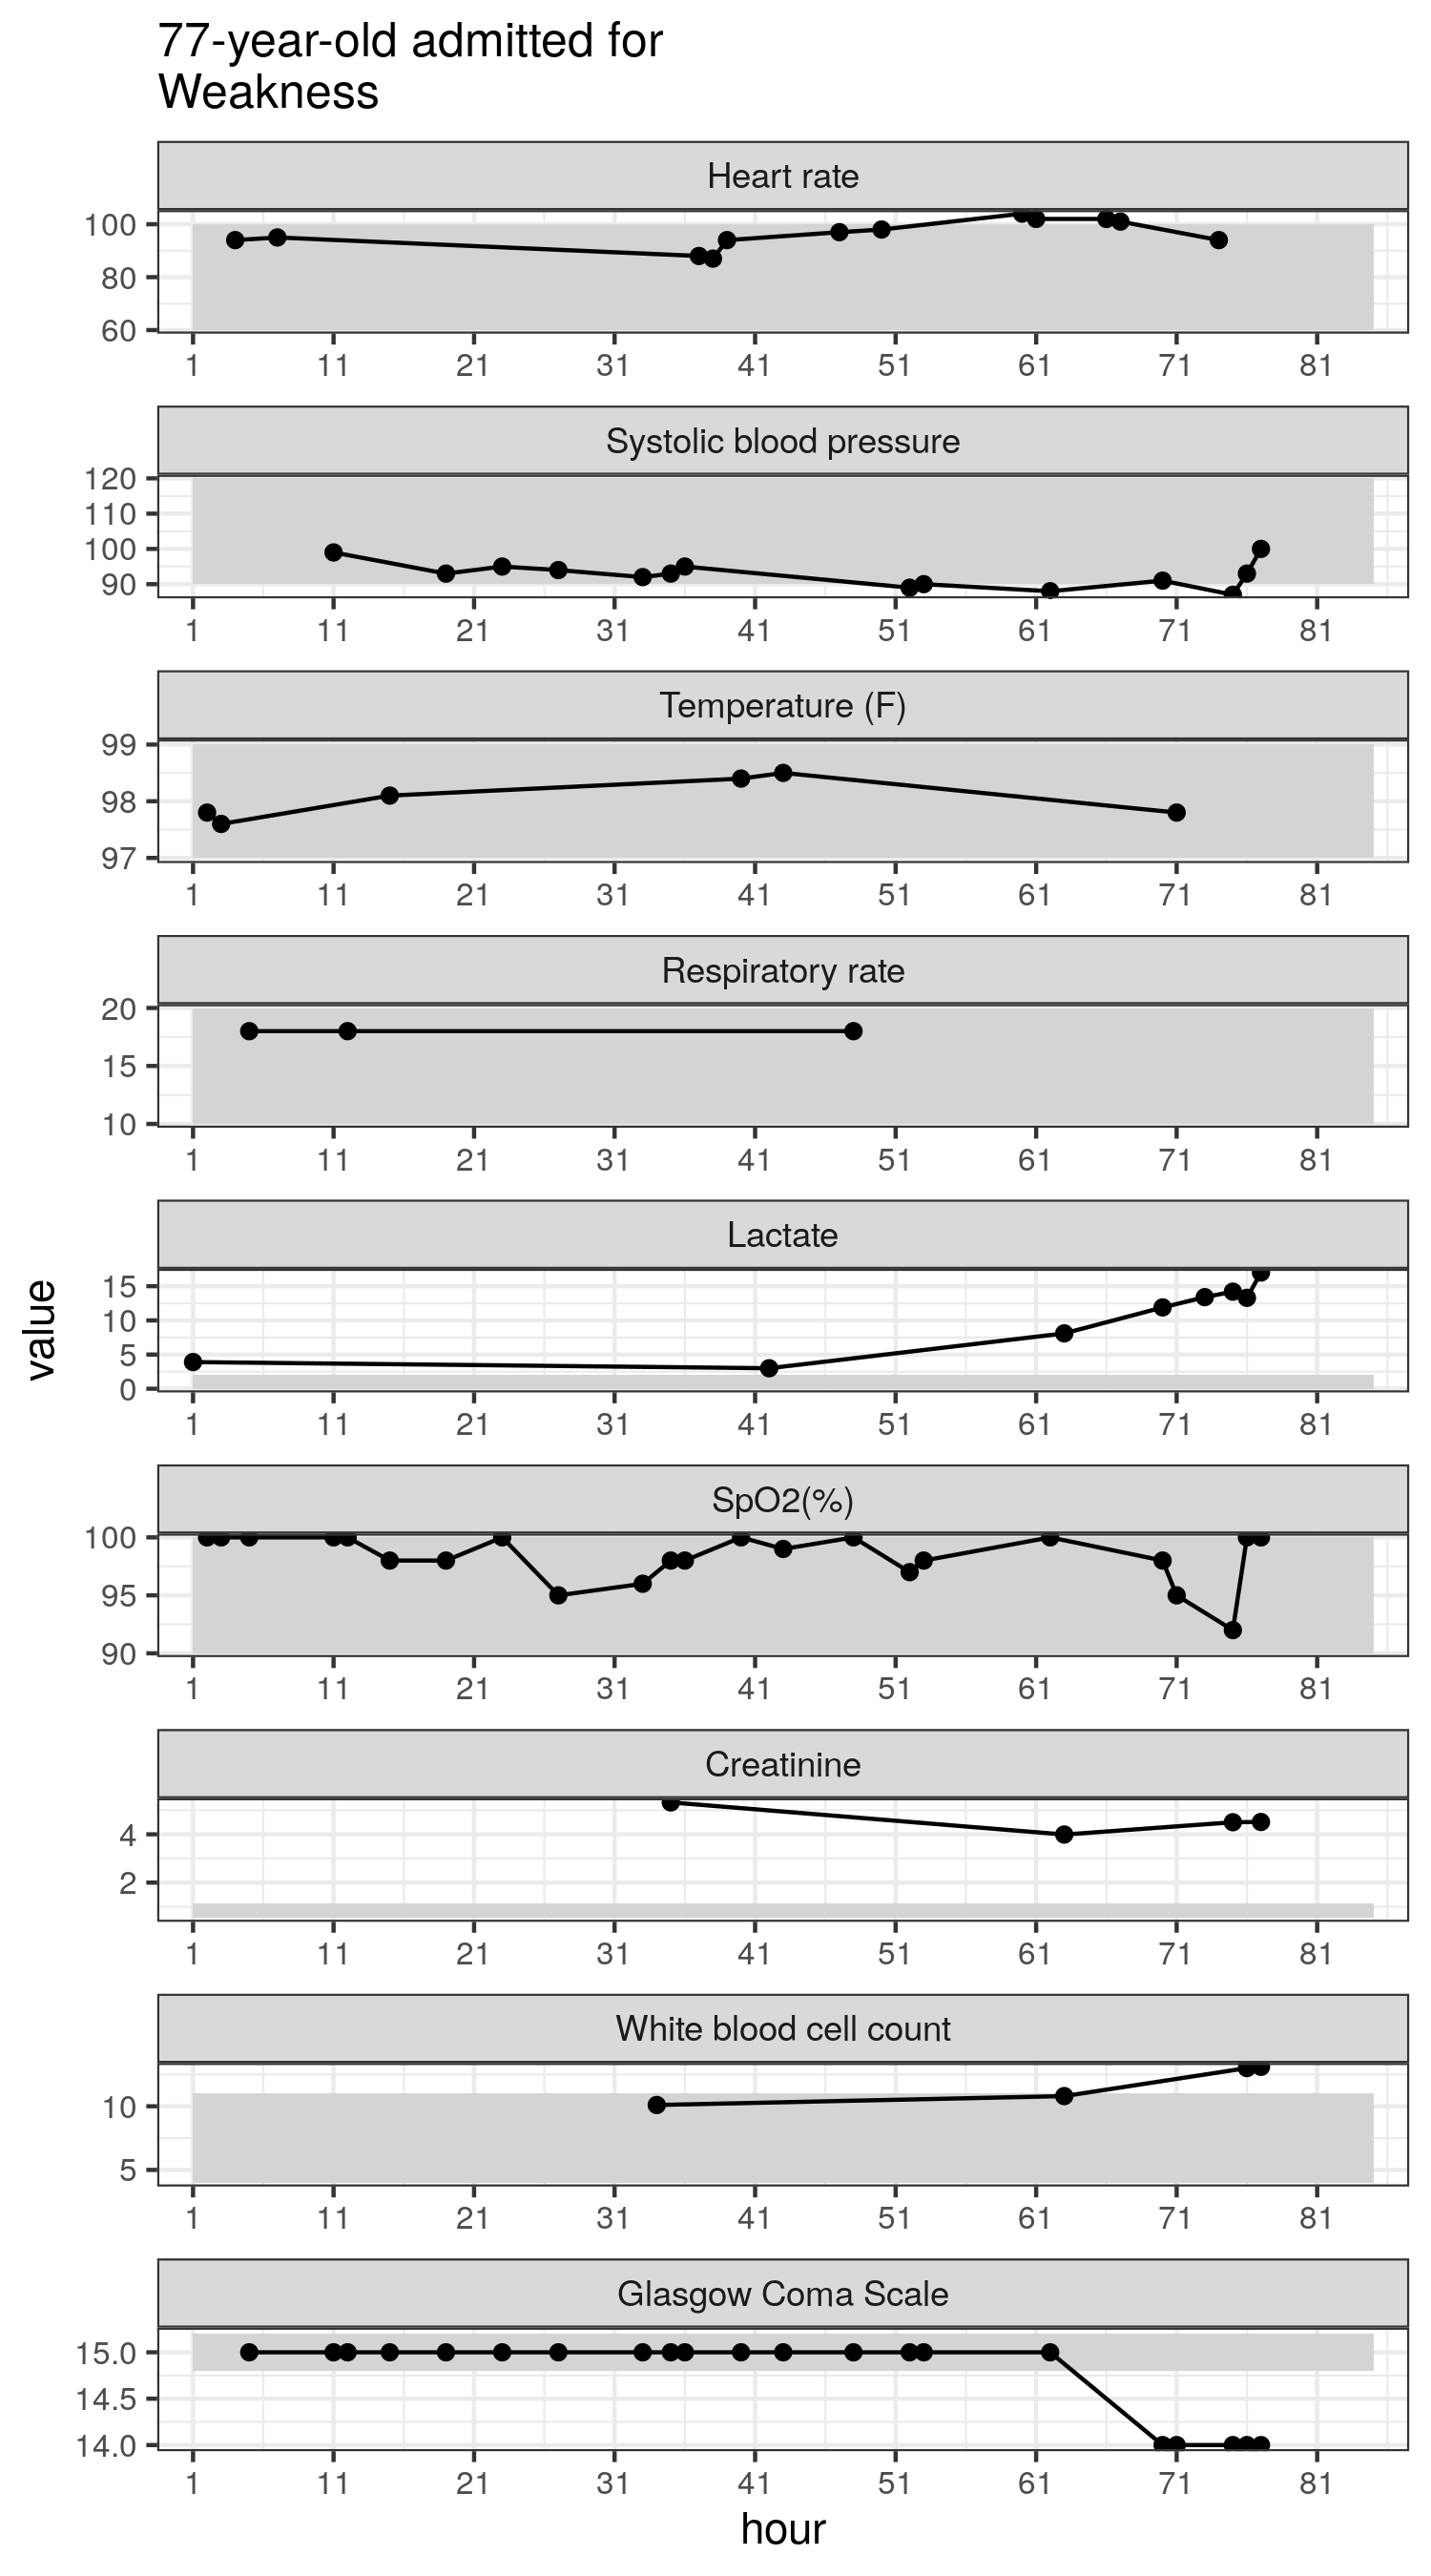 77-year-old admitted for
Weakness
Heart rate
100
80
60
1 11 21 31 41 51 61 71 81
Systolic blood pressure
120
110
100
90
1 11 21 31 41 51 61 71 81
Temperature (F)
99
98
97
1 11 21 31 41 51 61 71 81
Respiratory rate
20
15
10
1 11 21 31 41 51 61 71 81
value
Lactate
15
10
5
0
1 11 21 31 41 51 61 71 81
SpO2(%)
100
95
90
1 11 21 31 41 51 61 71 81
Creatinine
4
2
1 11 21 31 41 51 61 71 81
White blood cell count
10
5
1 11 21 31 41 51 61 71 81
Glasgow Coma Scale
15.0
14.5
14.0
1 11 21 31 41 51 61 71 81
hour